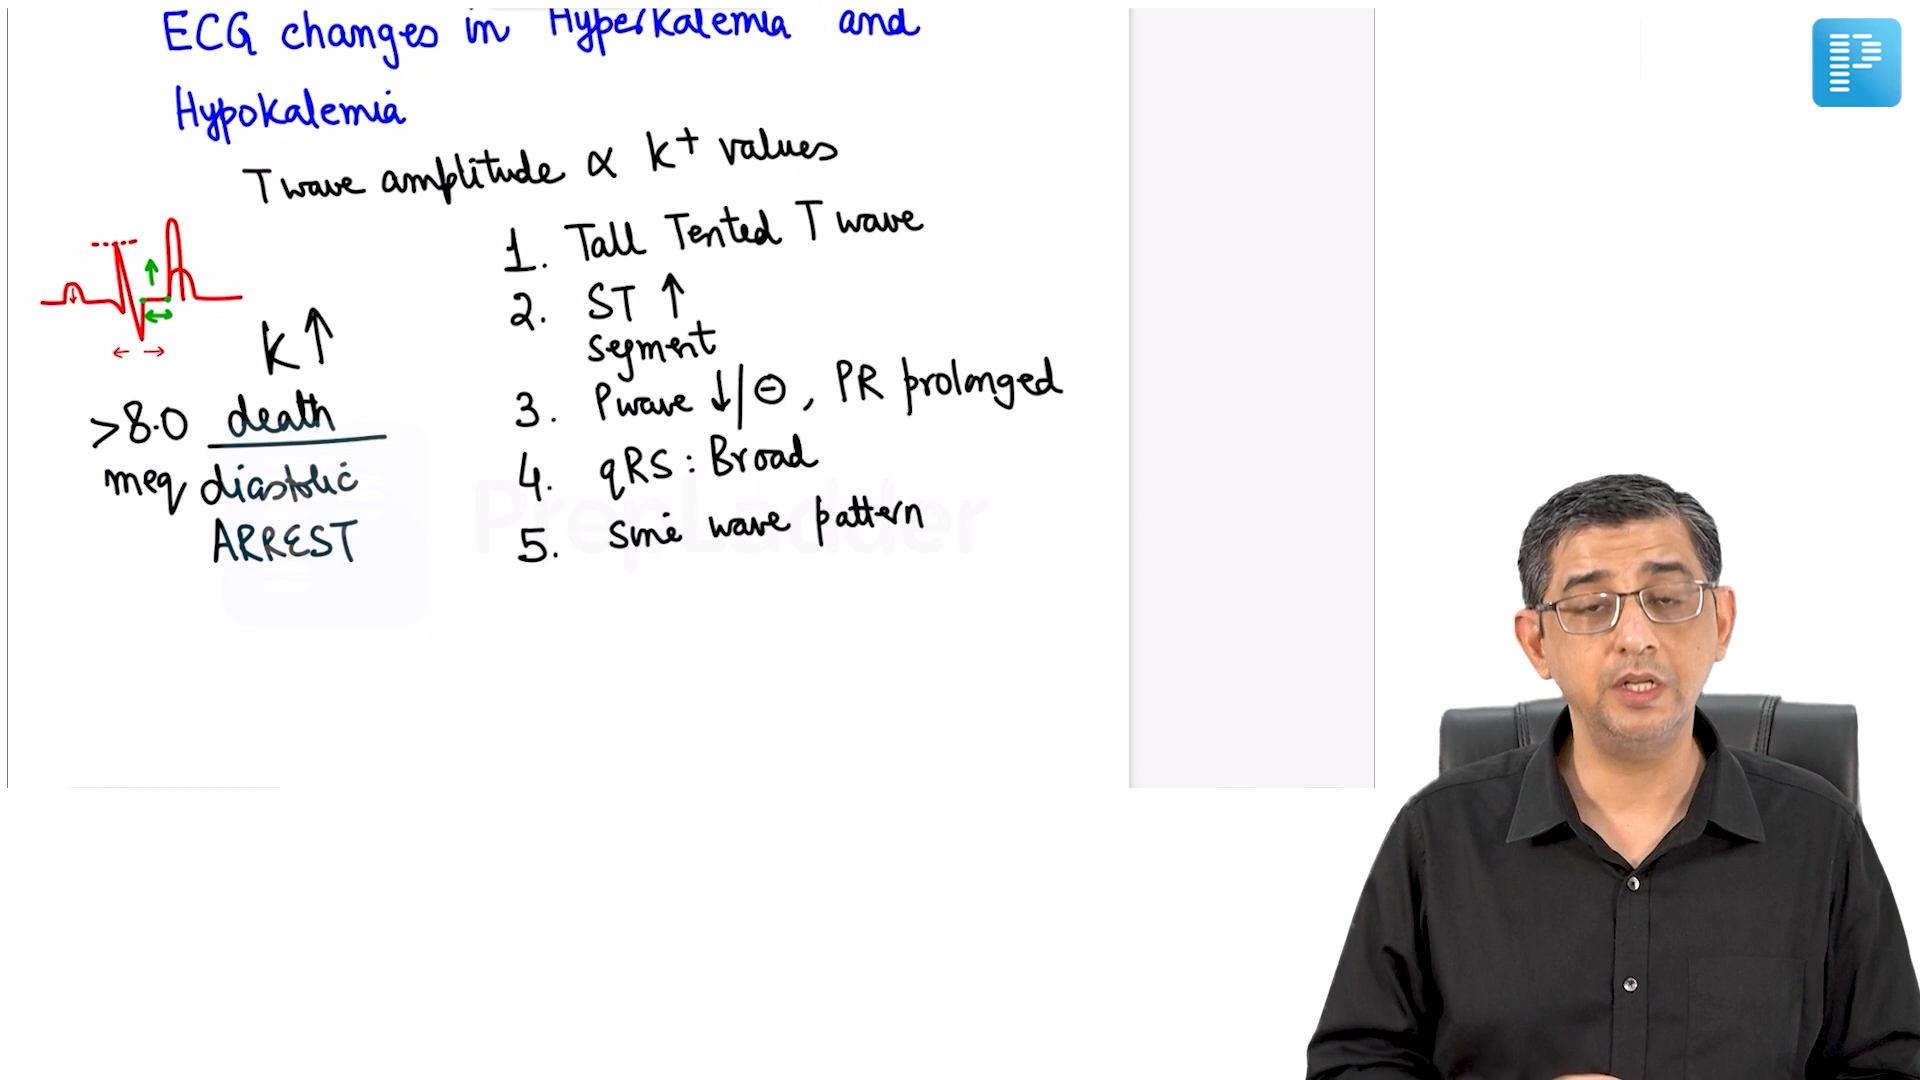 ECG changes in Hyperkalemia and
Hypokalemia
T wave amplitude ∝ K+ values
1. Tall Tented T wave
2. ST ↑
segment
K↑
3. P wave ↓/⊖, PR prolonged
>8.0 death
4. qRS: Broad
meq diastolic
5. Sine wave pattern
ARREST
PrepLadder